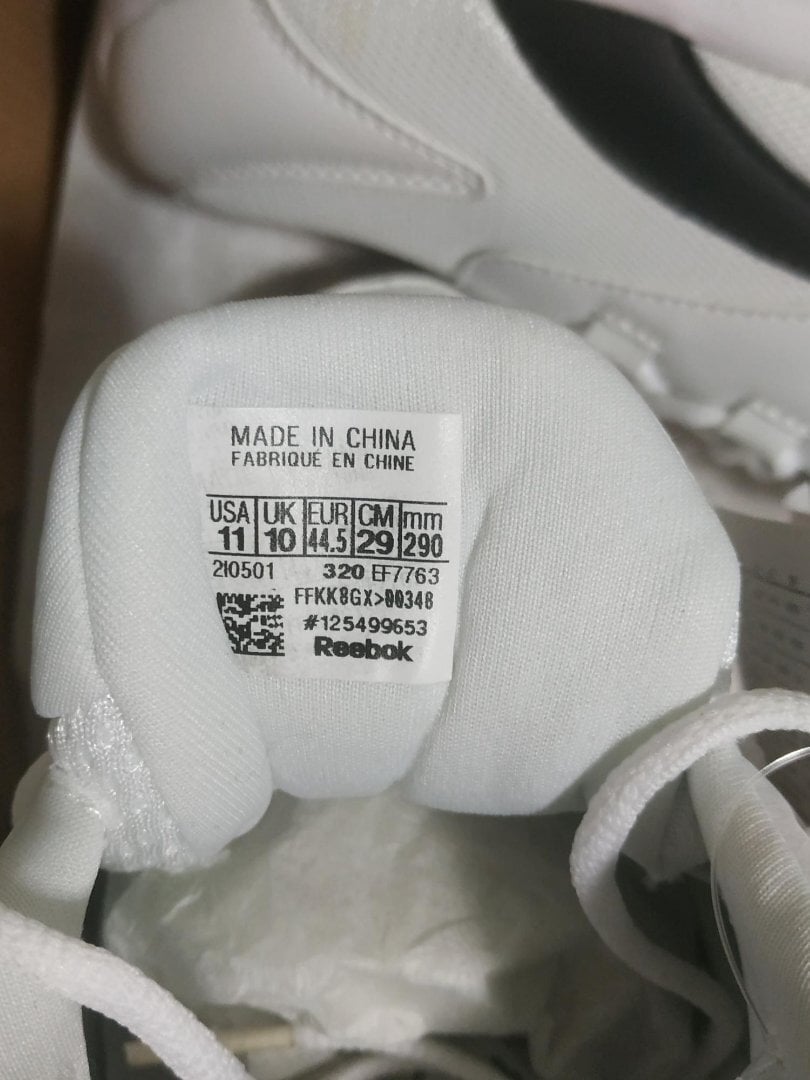 MADE IN CHINA
FABRIQUÉ EN CHINE
USA UK EUR CM mm
11 10 44.5 29 290
2I0501 320 EF7763
FFKK8GX>00348
#125499653
Reebok